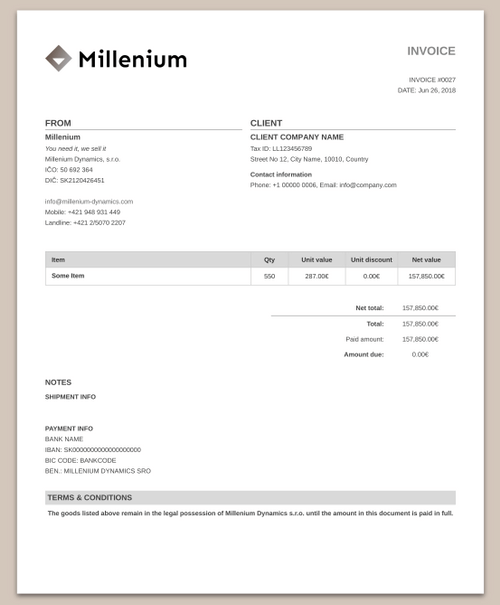 Millenium
INVOICE
INVOICE #0027
DATE: Jun 26, 2018
FROM
Millenium
You need it, we sell it
Millenium Dynamics, s.r.o.
IČO: 50 692 364
DIČ: SK2120426451
info@millenium-dynamics.com
Mobile: +421 948 931 449
Landline: +421 2/5070 2207
CLIENT
CLIENT COMPANY NAME
Tax ID: LL123456789
Street No 12, City Name, 10010, Country
Contact information
Phone: +1 00000 0006, Email: info@company.com
Item Qty Unit value Unit discount Net value
Some Item 550 287.00€ 0.00€ 157,850.00€
Net total: 157,850.00€
Total: 157,850.00€
Paid amount: 157,850.00€
Amount due: 0.00€
NOTES
SHIPMENT INFO
PAYMENT INFO
BANK NAME
IBAN: SK0000000000000000000
BIC CODE: BANKCODE
BEN.: MILLENIUM DYNAMICS SRO
TERMS & CONDITIONS
The goods listed above remain in the legal possession of Millenium Dynamics s.r.o. until the amount in this document is paid in full.